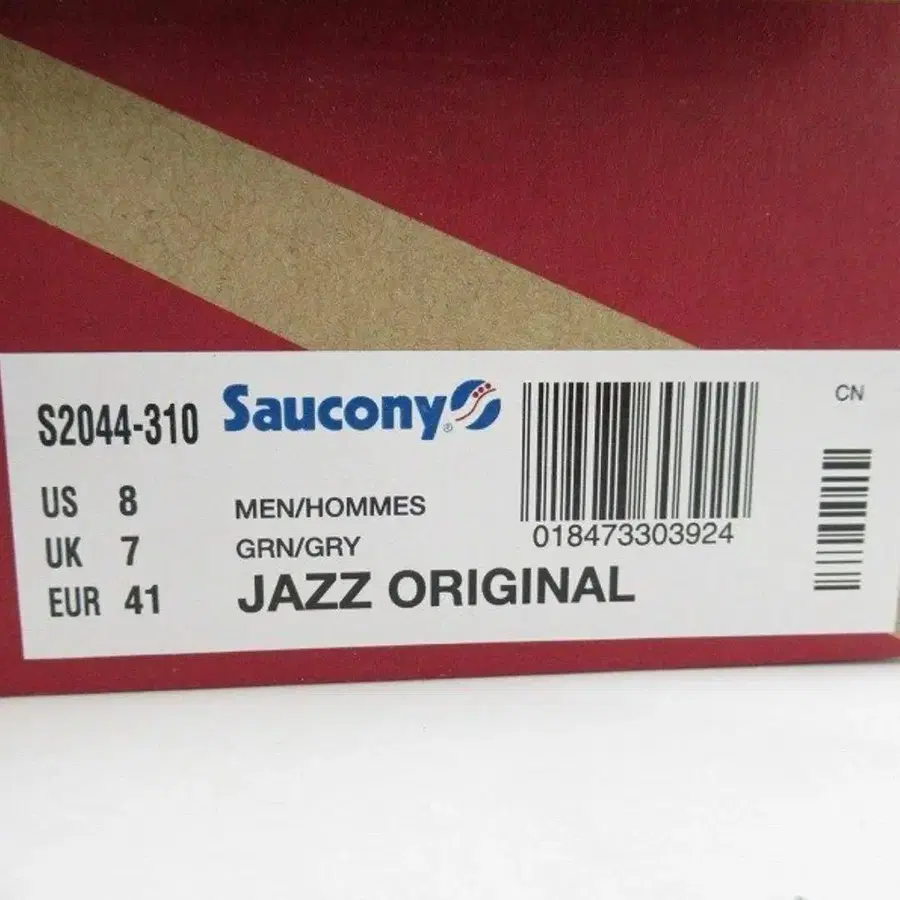 S2044-310
Saucony®
CN
US 8
UK 7
EUR 41
MEN/HOMMES
GRN/GRY
JAZZ ORIGINAL
018473303924